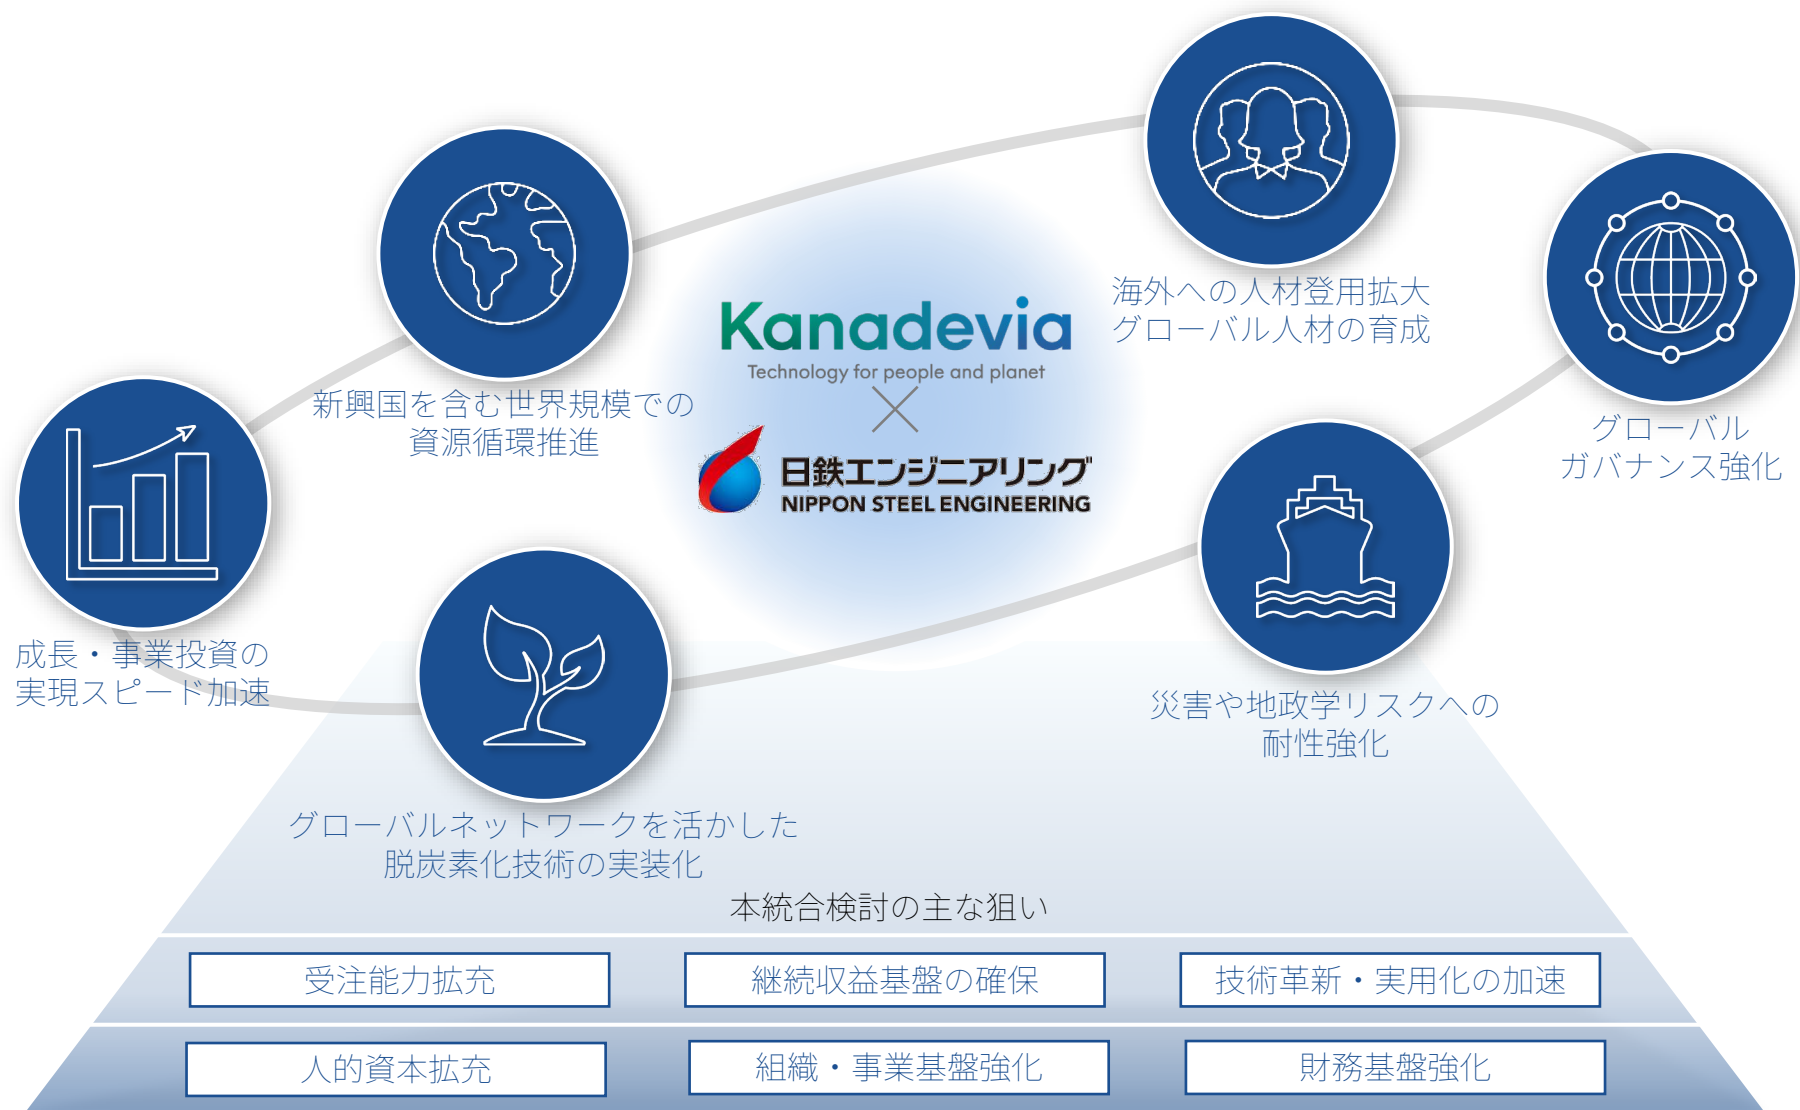 海外への人材登用拡大
グローバル人材の育成
Kanadevia
Technology for people and planet
日鉄エンジニアリング
NIPPON STEEL ENGINEERING
新興国を含む世界規模での
資源循環推進
グローバル
ガバナンス強化
成長・事業投資の
実現スピード加速
災害や地政学リスクへの
耐性強化
グローバルネットワークを活かした
脱炭素化技術の実装化
本統合検討の主な狙い
受注能力拡充
継続収益基盤の確保
技術革新・実用化の加速
人的資本拡充
組織・事業基盤強化
財務基盤強化